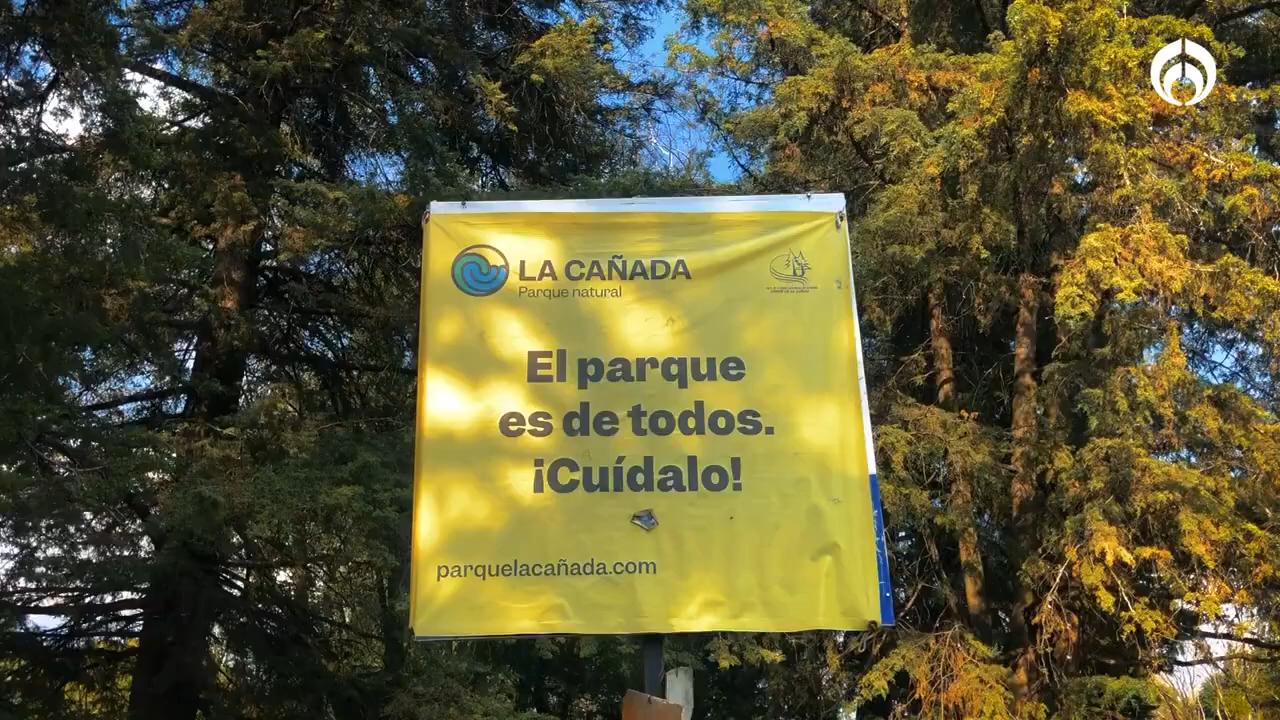 LA CAÑADA
Parque natural
El parque
es de todos.
¡Cuídalo!
parquelacañada.com